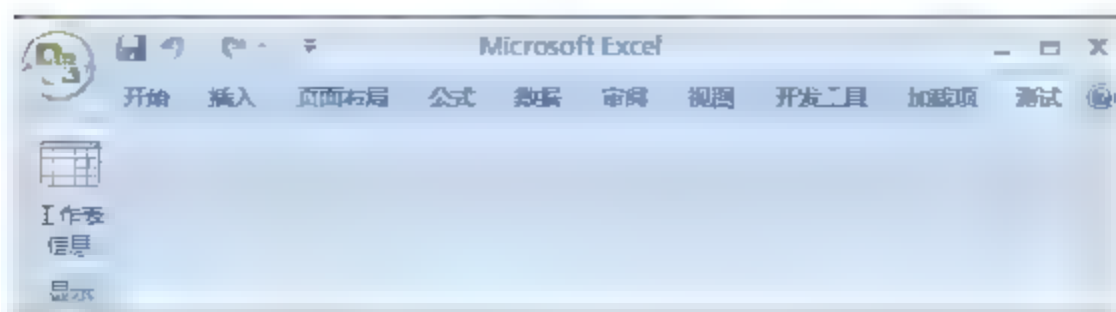 Microsoft Excel
开始 插入 页面布局 公式 数据 审阅 视图 开发工具 加载项 测试
工作表
信息
显示